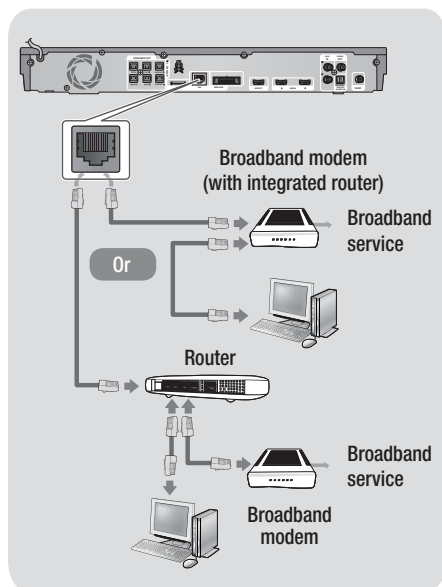 Broadband modem
(with integrated router)
Broadband
service
Or
Router
Broadband
service
Broadband
modem